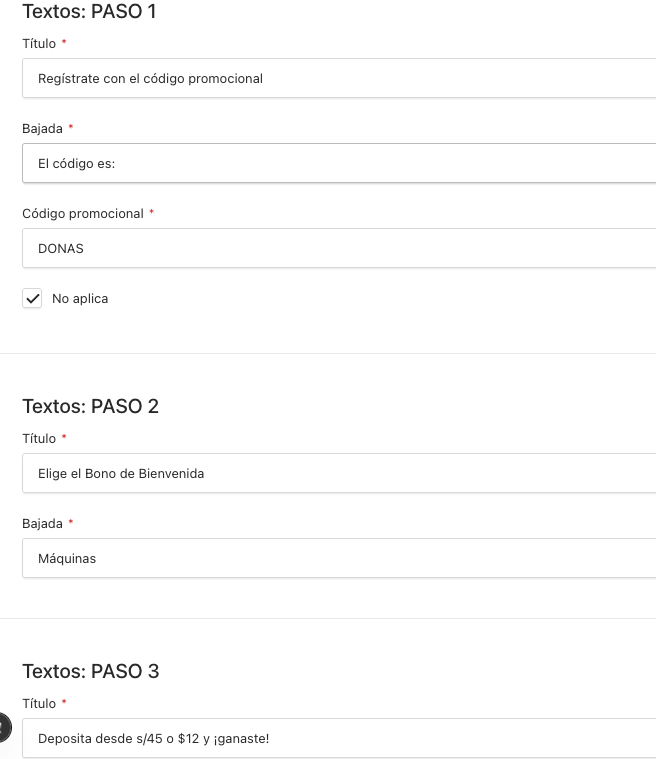 Textos: PASO 1
Título *
Regístrate con el código promocional
Bajada *
El código es:
Código promocional *
DONAS
No aplica
Textos: PASO 2
Título *
Elige el Bono de Bienvenida
Bajada *
Máquinas
Textos: PASO 3
Título *
Deposita desde s/45 o $12 y ¡ganaste!